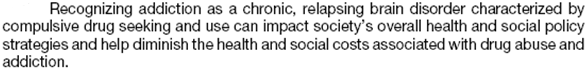 Recognizing addiction as a chronic, relapsing brain disorder characterized by
compulsive drug seeking and use can impact society's overall health and social policy
strategies and help diminish the health and social costs associated with drug abuse and
addiction.